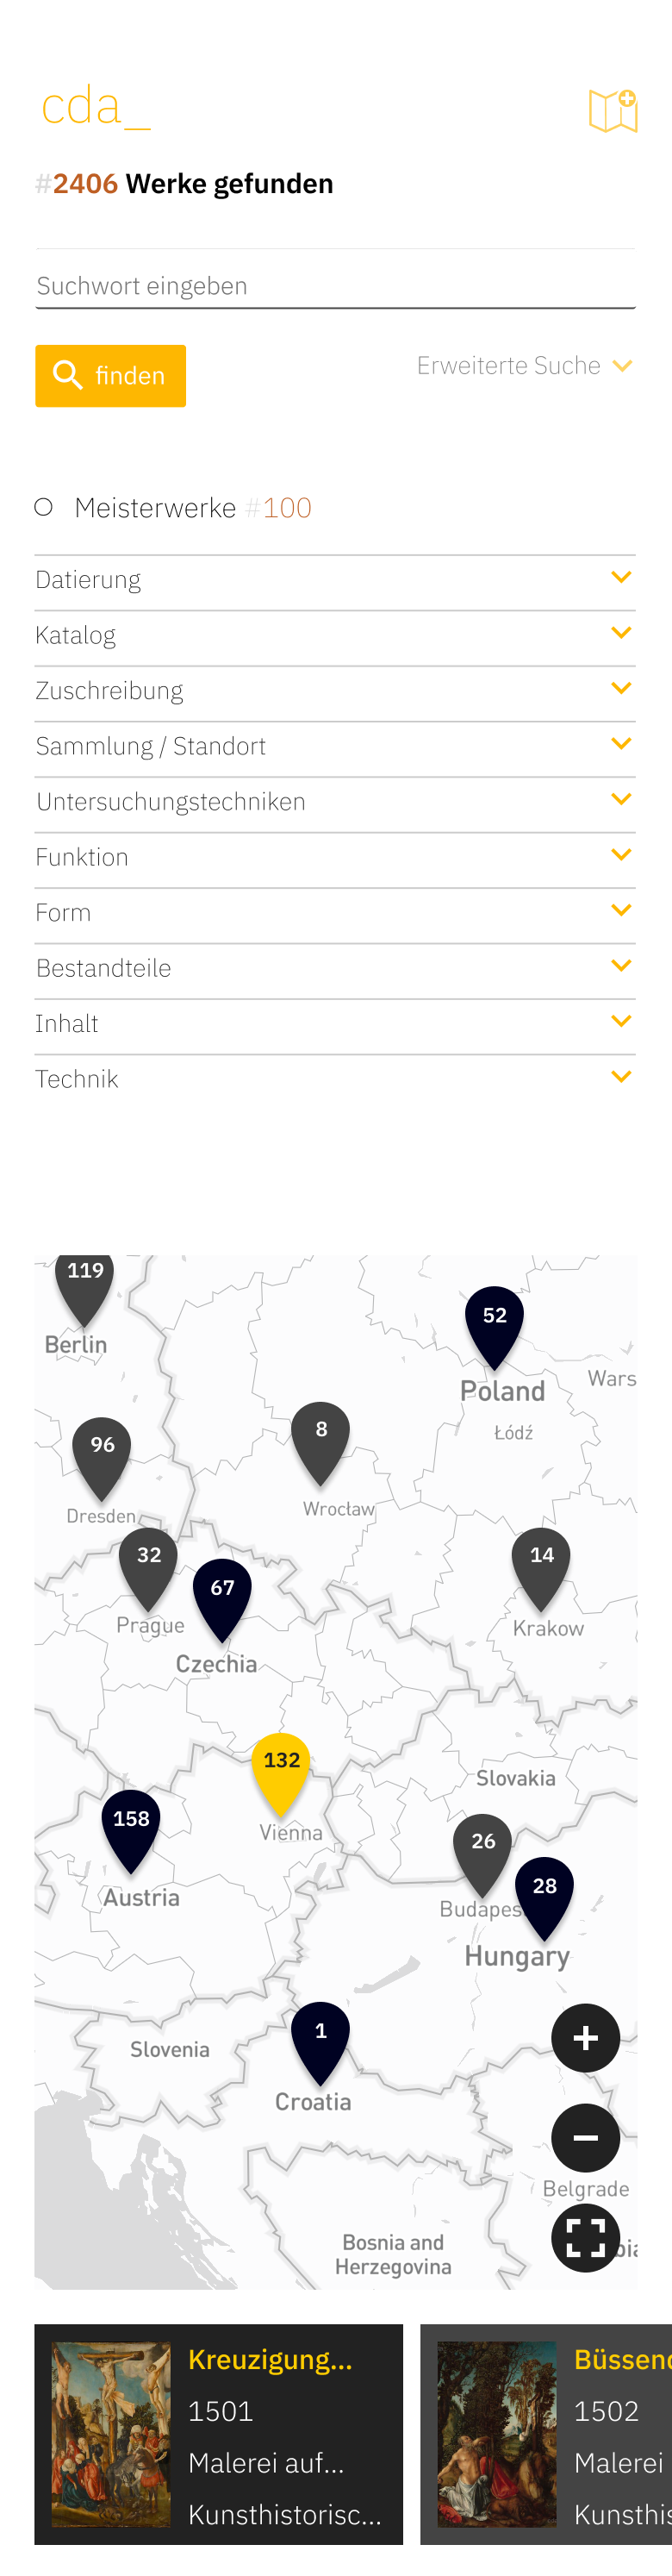 cda_
#2406 Werke gefunden
Suchwort eingeben
finden
Erweiterte Suche
Meisterwerke #100
Datierung
Katalog
Zuschreibung
Sammlung / Standort
Untersuchungstechniken
Funktion
Form
Bestandteile
Inhalt
Technik
119
Berlin
52
Poland
Wars
Łódź
96
Dresden
8
Wrocław
32
Prague
67
Czechia
14
Krakow
132
Vienna
Slovakia
158
Austria
26
Budapes
28
Hungary
Slovenia
1
Croatia
Belgrade
Bosnia and
Herzegovina
bia
Kreuzigung...
1501
Malerei auf...
Kunsthistorisc...
Büssend
1502
Malerei
Kunsthis